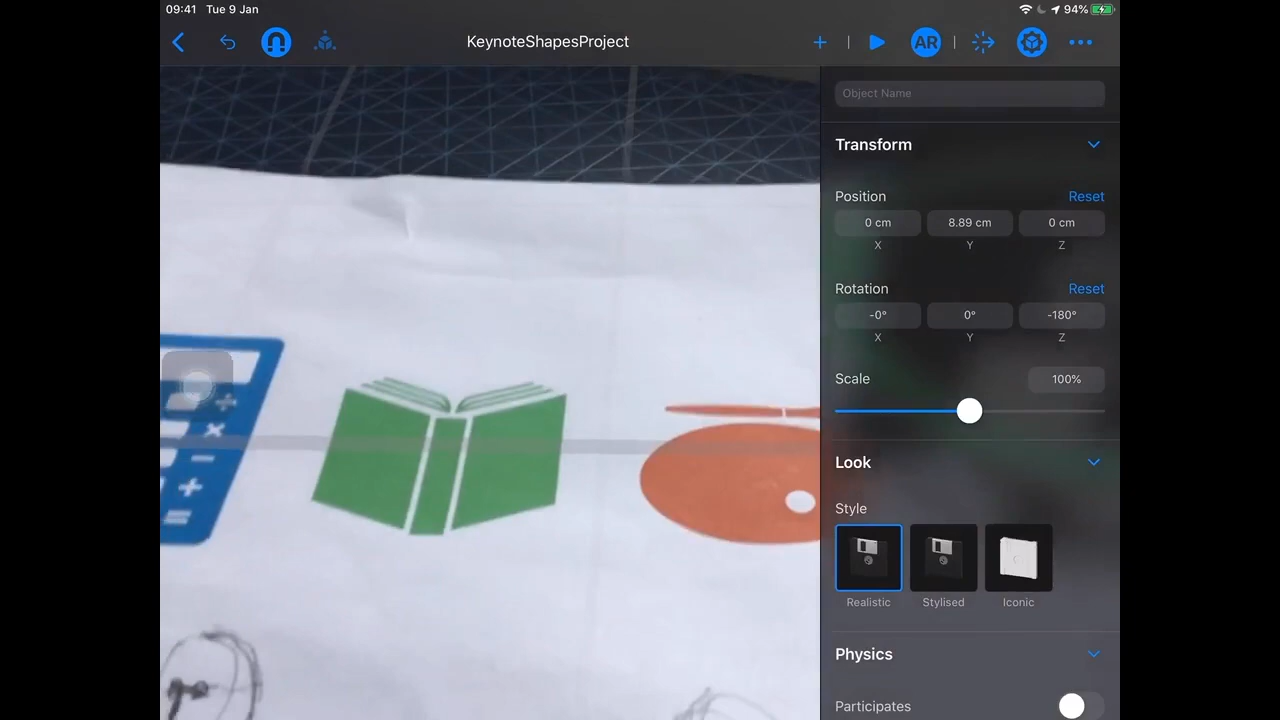 09:41 Tue 9 Jan
94%
KeynoteShapesProject
AR
Object Name
Transform
Position Reset
0 cm 8.89 cm 0 cm
X Y Z
Rotation Reset
-0° 0° -180°
X Y Z
Scale 100%
Look
Style
Realistic Stylised Iconic
Physics
Participates